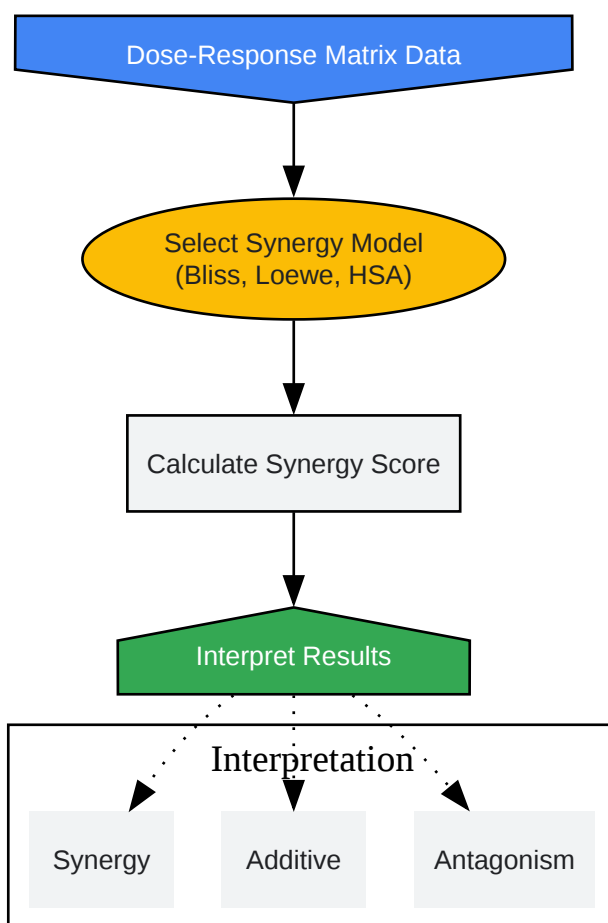 Dose-Response Matrix Data
Select Synergy Model
(Bliss, Loewe, HSA)
Calculate Synergy Score
Interpret Results
Interpretation
Synergy
Additive
Antagonism